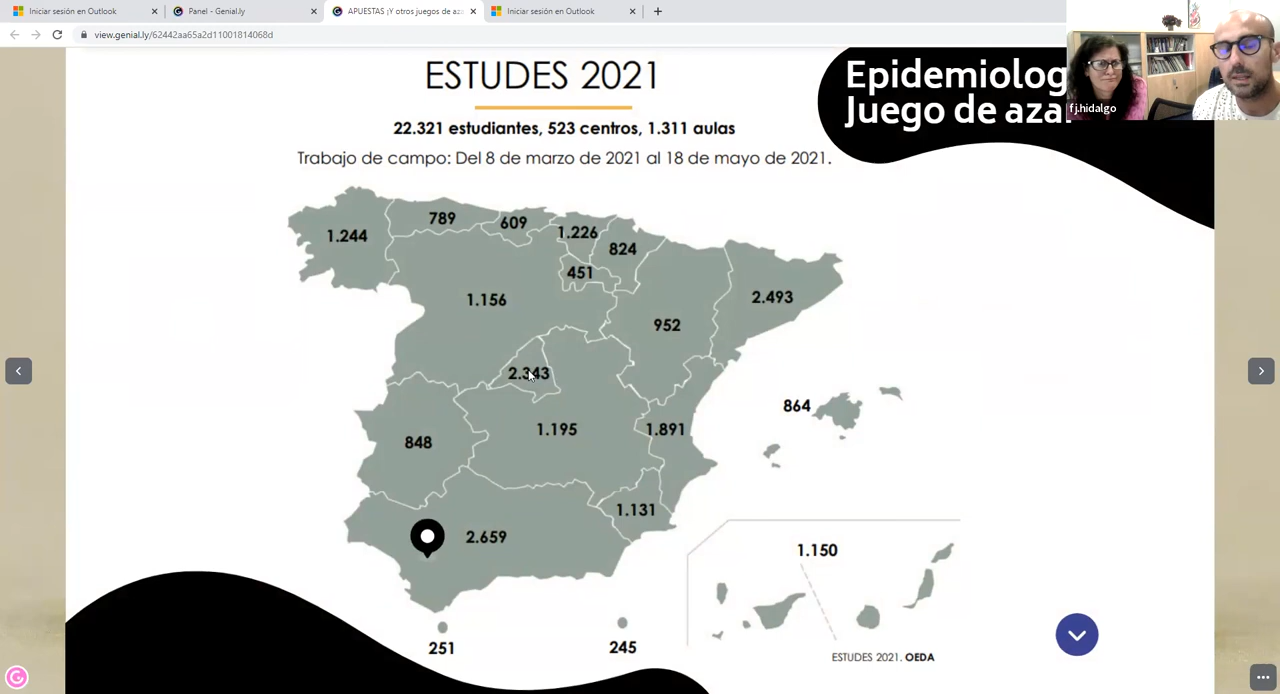 Iniciar sesión en Outlook
Panel - Genial.ly
APUESTAS ¡Y otros juegos de aza
Iniciar sesión en Outlook
view.genial.ly/62442aa65a2d11001814068d
ESTUDES 2021
22.321 estudiantes, 523 centros, 1.311 aulas
Trabajo de campo: Del 8 de marzo de 2021 al 18 de mayo de 2021.
Epidemiolog
Juego de aza
f j.hidalgo
1.244
789
609
1.226
824
451
1.156
952
2.493
2.343
864
848
1.195
1.891
1.131
2.659
1.150
251
245
ESTUDES 2021. OEDA